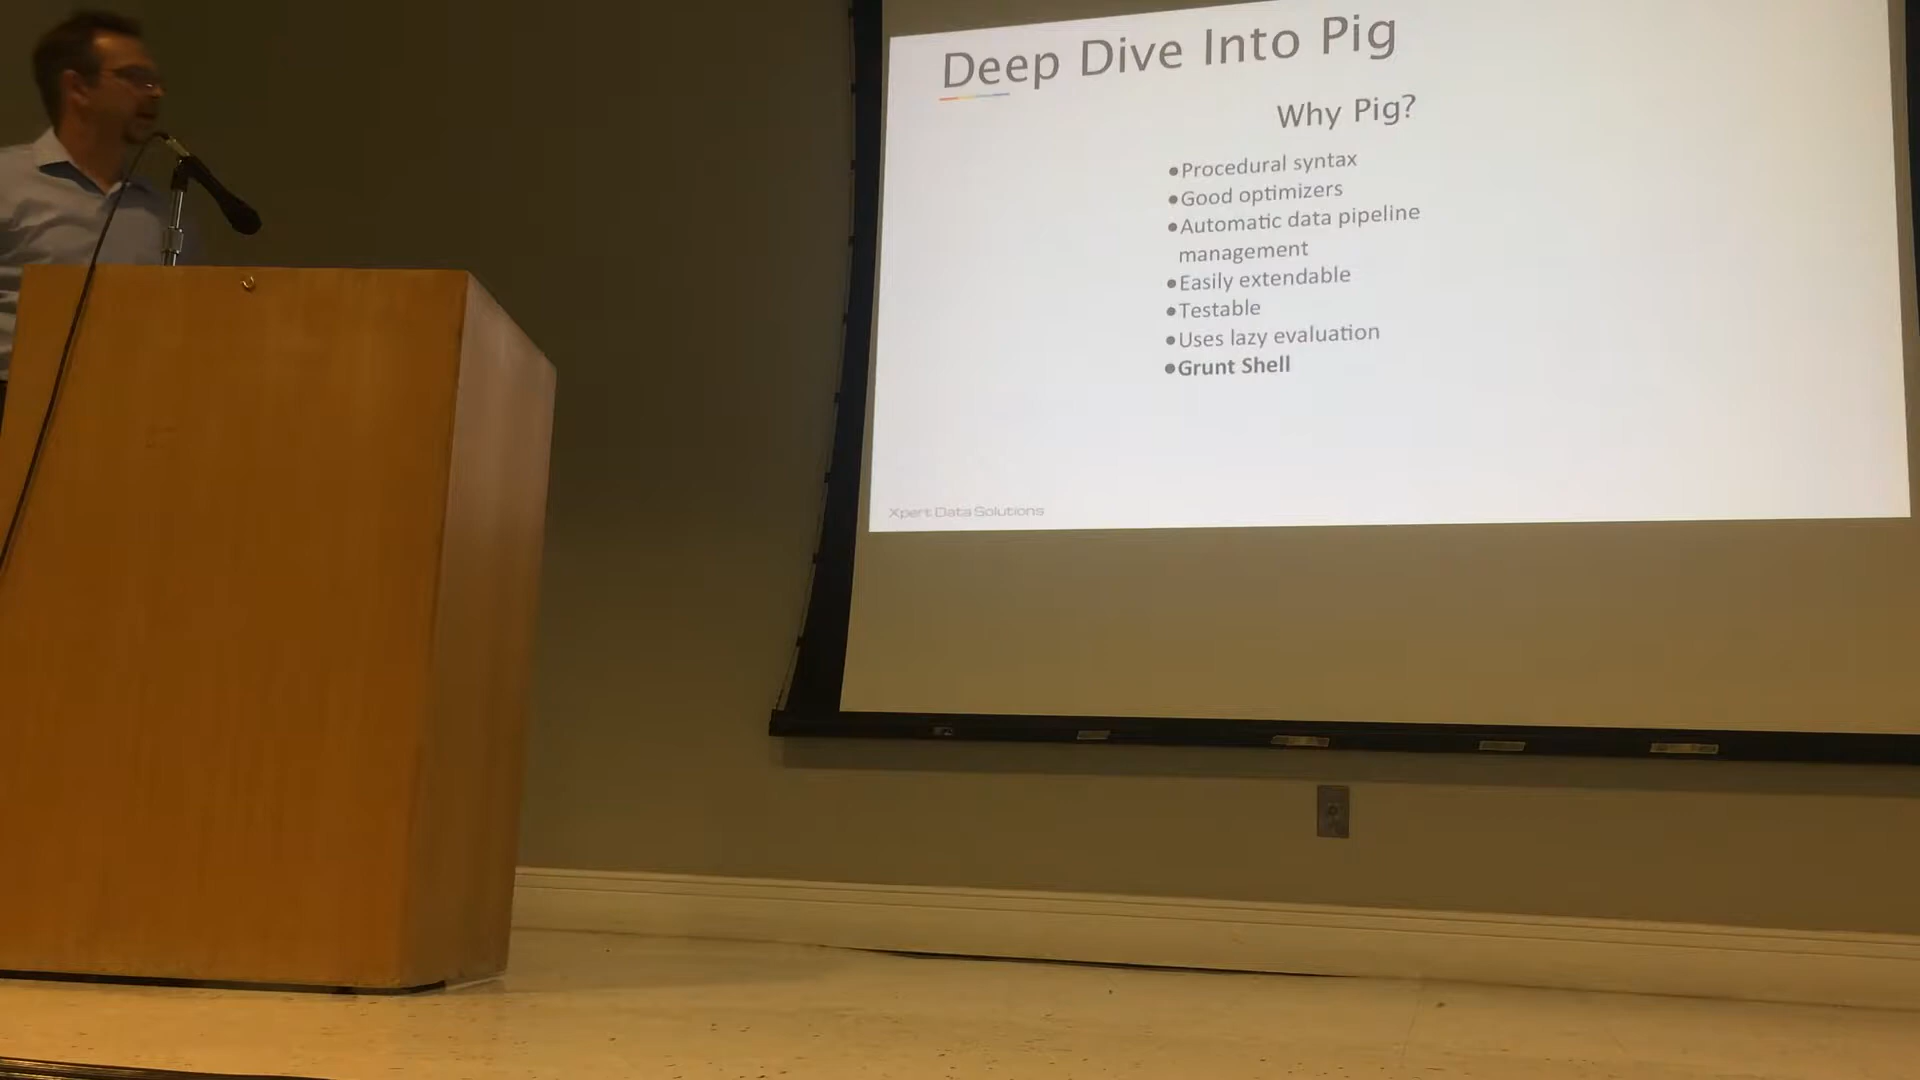 Deep Dive Into Pig
Why Pig?
•Procedural syntax
•Good optimizers
•Automatic data pipeline
management
•Easily extendable
•Testable
•Uses lazy evaluation
•Grunt Shell
Xpert Data Solutions